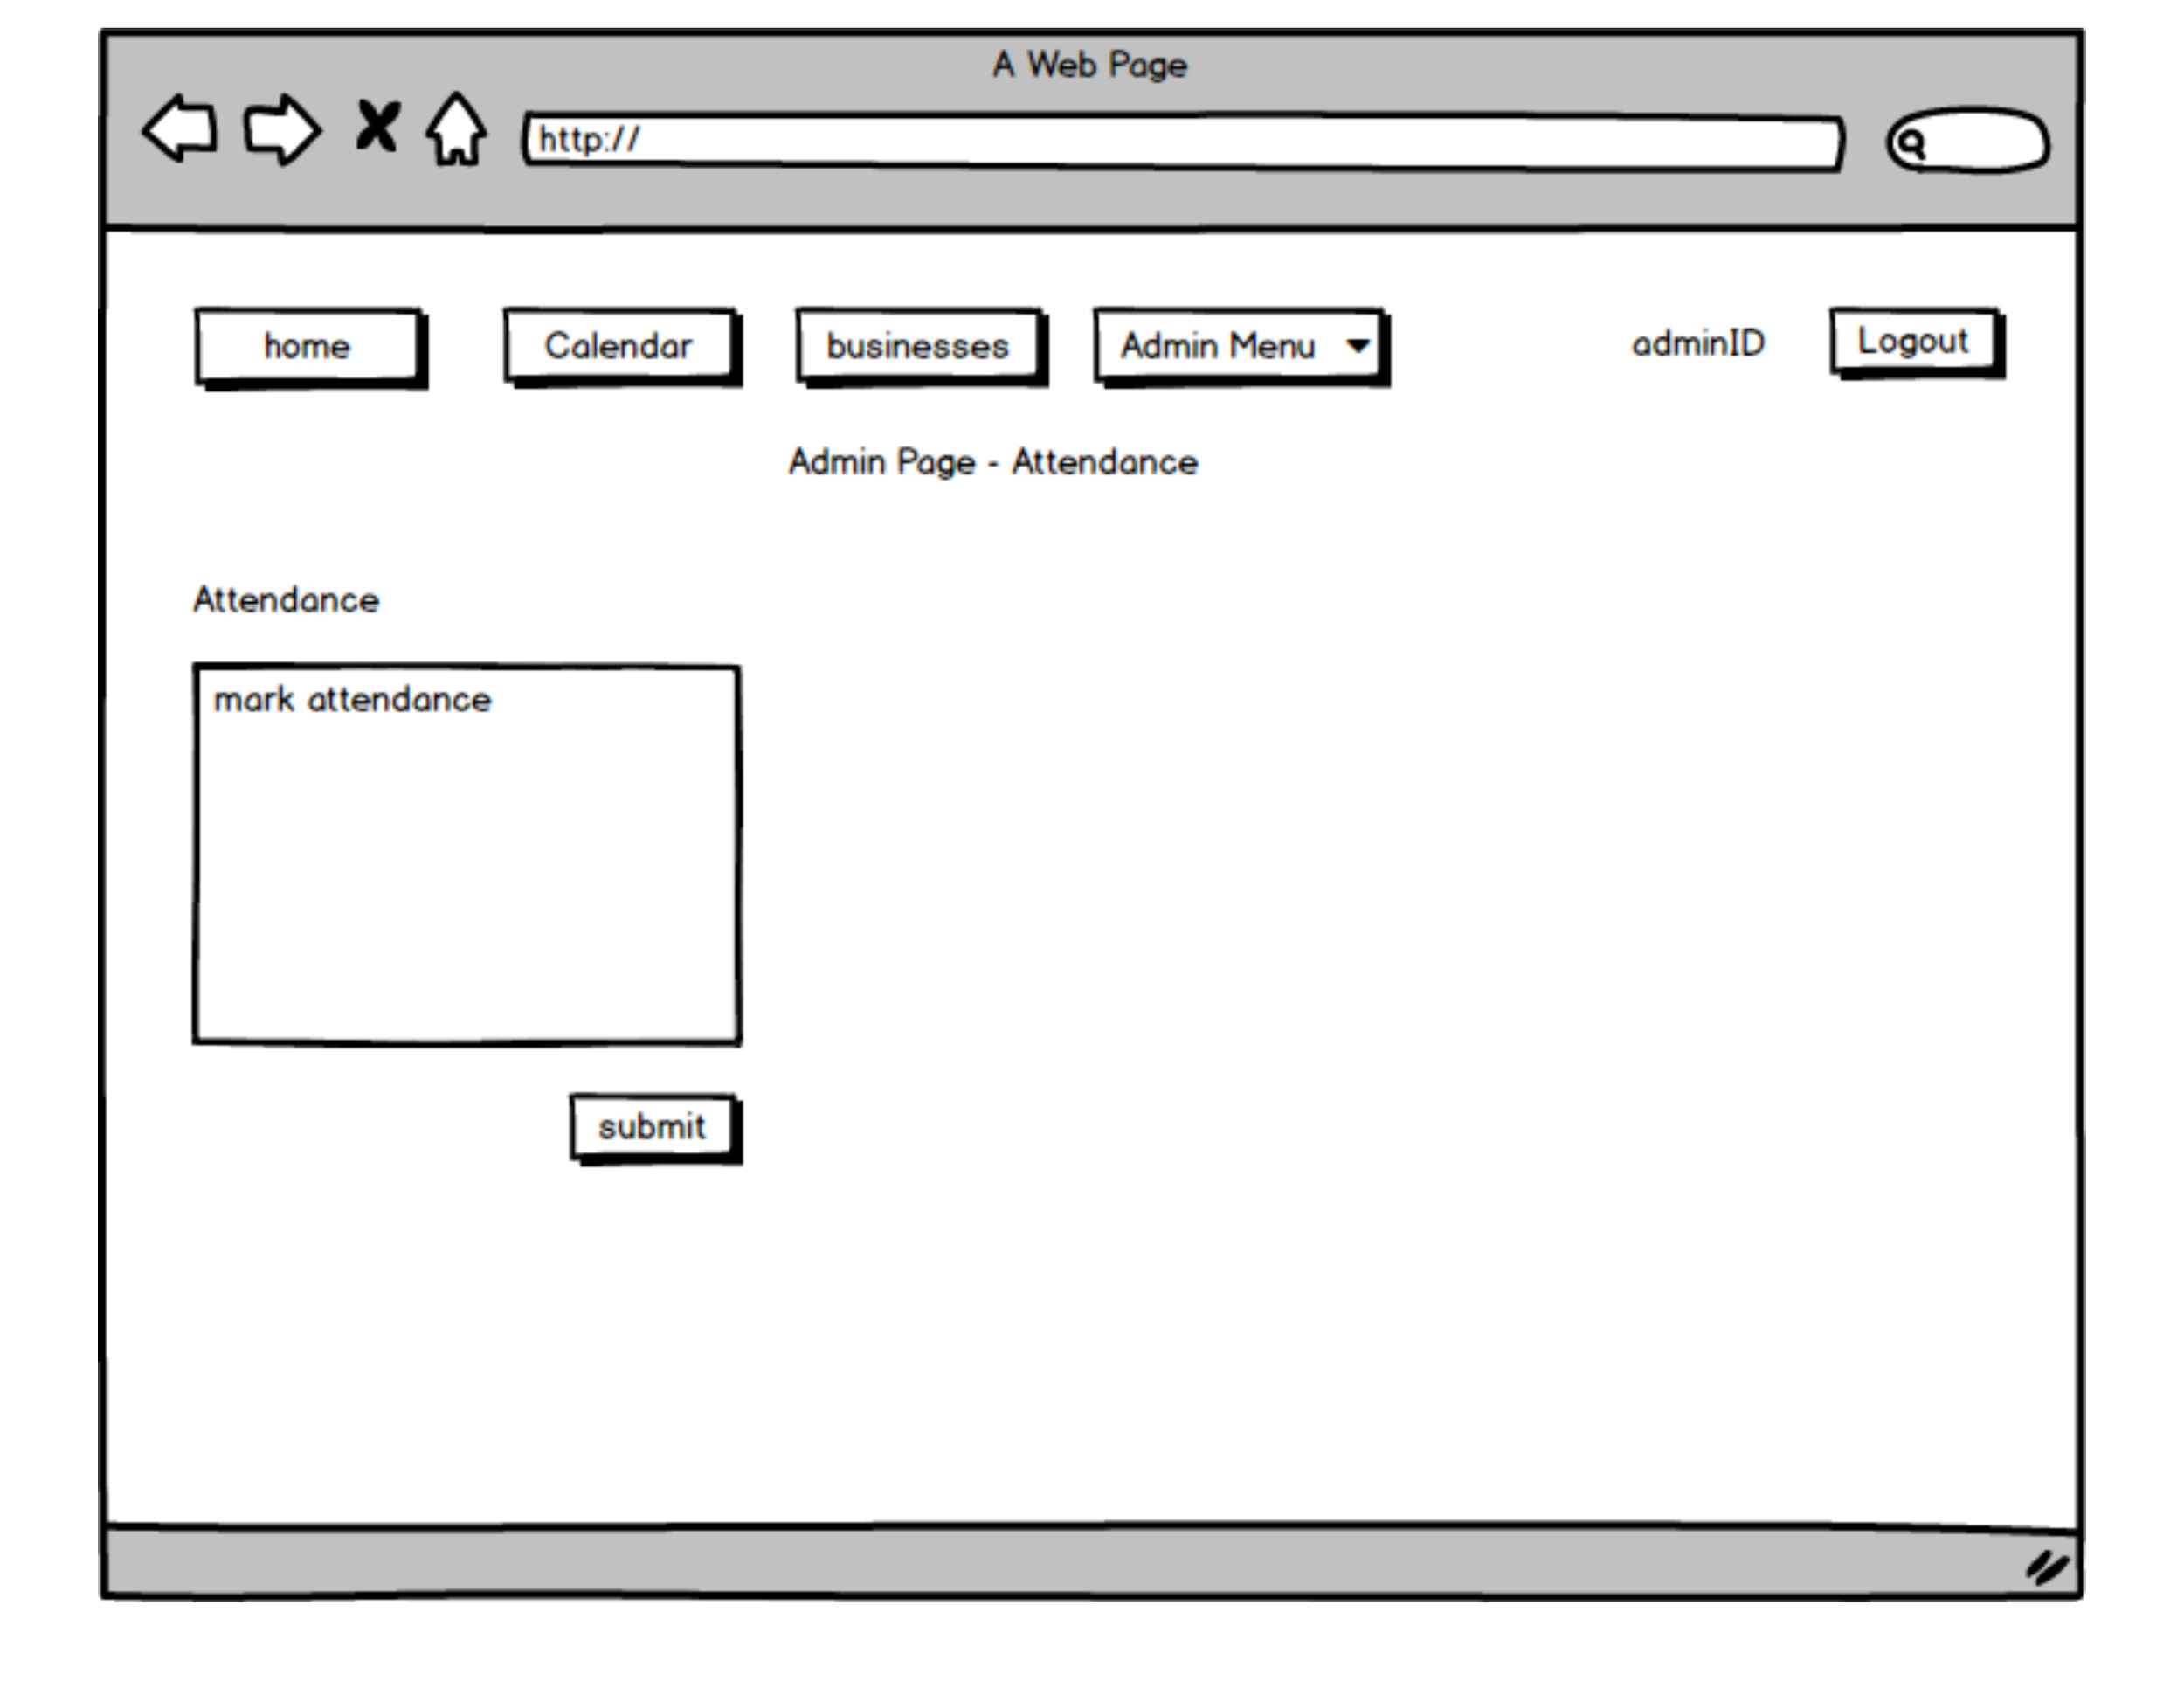 A Web Page
http://
home Calendar businesses Admin Menu adminID Logout
Admin Page - Attendance
Attendance
mark attendance
submit